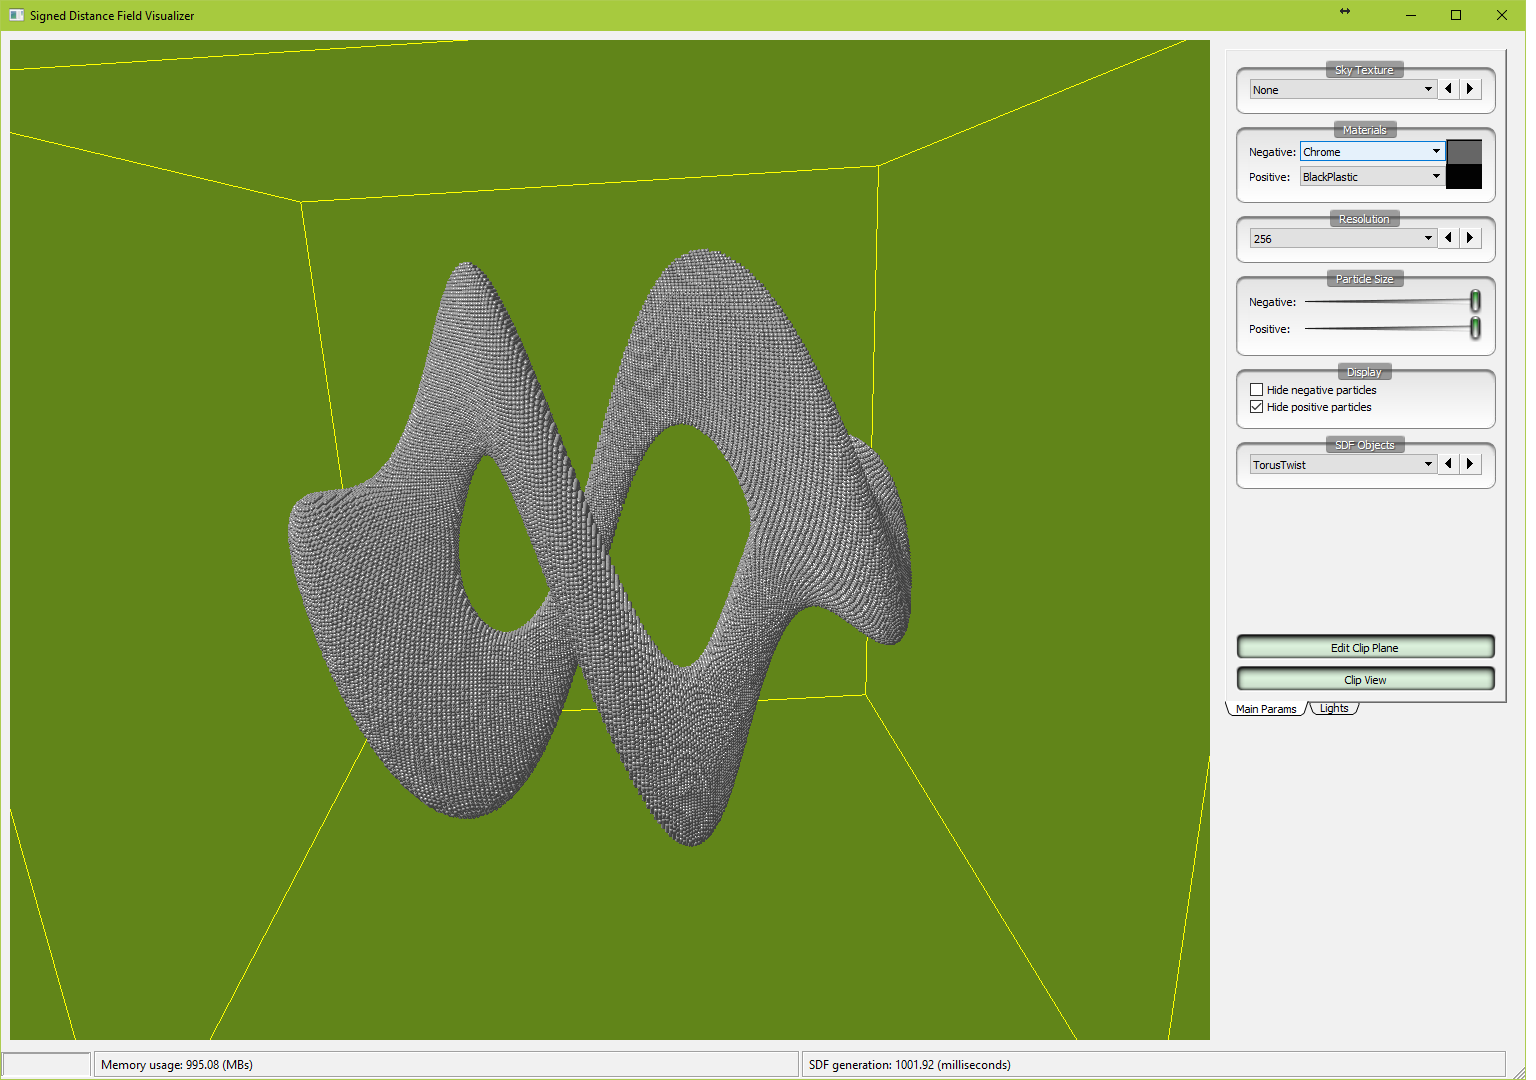 Signed Distance Field Visualizer
Sky Texture
None
Materials
Negative: Chrome
Positive: BlackPlastic
Resolution
256
Particle Size
Negative:
Positive:
Display
Hide negative particles
Hide positive particles
SDF Objects
TorusTwist
Edit Clip Plane
Clip View
Main Params Lights
Memory usage: 995.08 (MBs) SDF generation: 1001.92 (milliseconds)